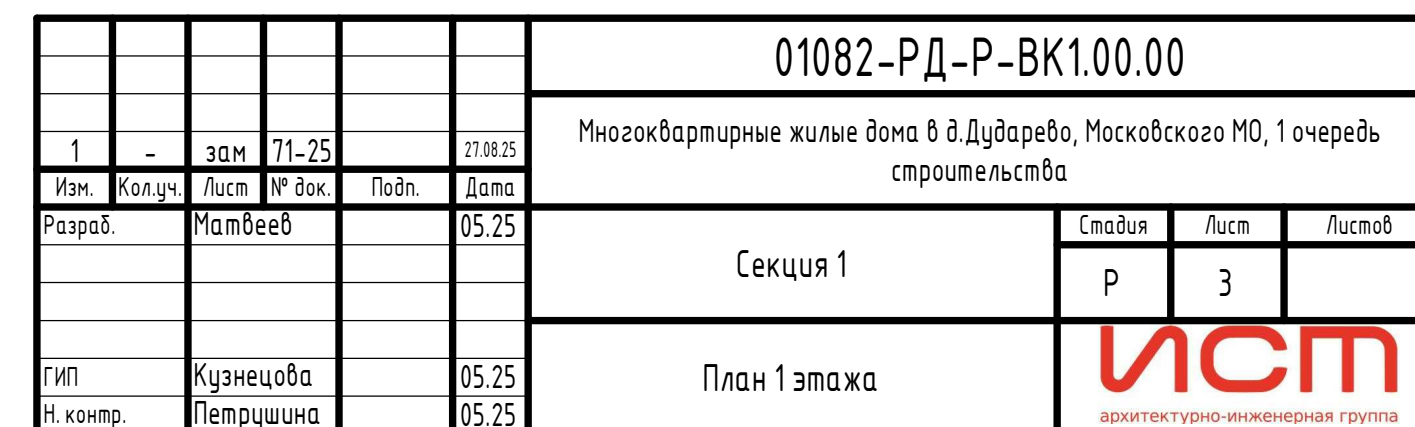 01082-РД-Р-ВК1.00.00
Многоквартирные жилые дома в д.Дударево, Московского МО, 1 очередь
строительства
1 - зам 71-25 27.08.25
Изм. Кол.уч. Лист № док. Подп. Дата
Разраб. Матвеев 05.25
Секция 1
Стадия Лист Листов
Р 3
ГИП Кузнецова 05.25
Н. контр. Петрушина 05.25
План 1 этажа
ист
архитектурно-инженерная группа